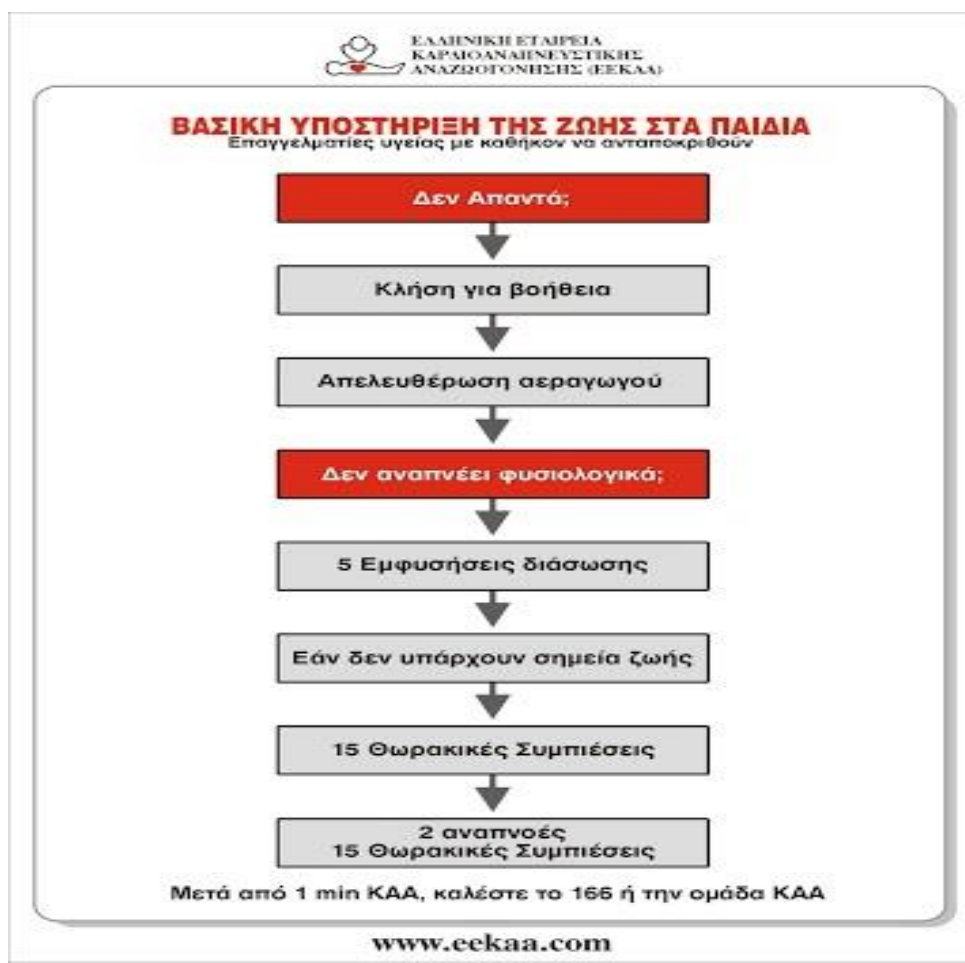 ΕΛΛΗΝΙΚΗ ΕΤΑΙΡΕΙΑ
ΚΑΡΔΙΟΑΝΑΠΝΕΥΣΤΙΚΗΣ
ΑΝΑΖΩΟΓΟΝΗΣΗΣ (ΕΕΚΑΑ)
ΒΑΣΙΚΗ ΥΠΟΣΤΗΡΙΞΗ ΤΗΣ ΖΩΗΣ ΣΤΑ ΠΑΙΔΙΑ
Επαγγελματίες υγείας με καθήκον να ανταποκριθούν
Δεν Απαντά;
Κλήση για βοήθεια
Απελευθέρωση αεραγωγού
Δεν αναπνέει φυσιολογικά;
5 Εμφυσήσεις διάσωσης
Εάν δεν υπάρχουν σημεία ζωής
15 Θωρακικές Συμπιέσεις
2 αναπνοές
15 Θωρακικές Συμπιέσεις
Μετά από 1 min ΚΑΑ, καλέστε το 166 ή την ομάδα ΚΑΑ
www.eekaa.com